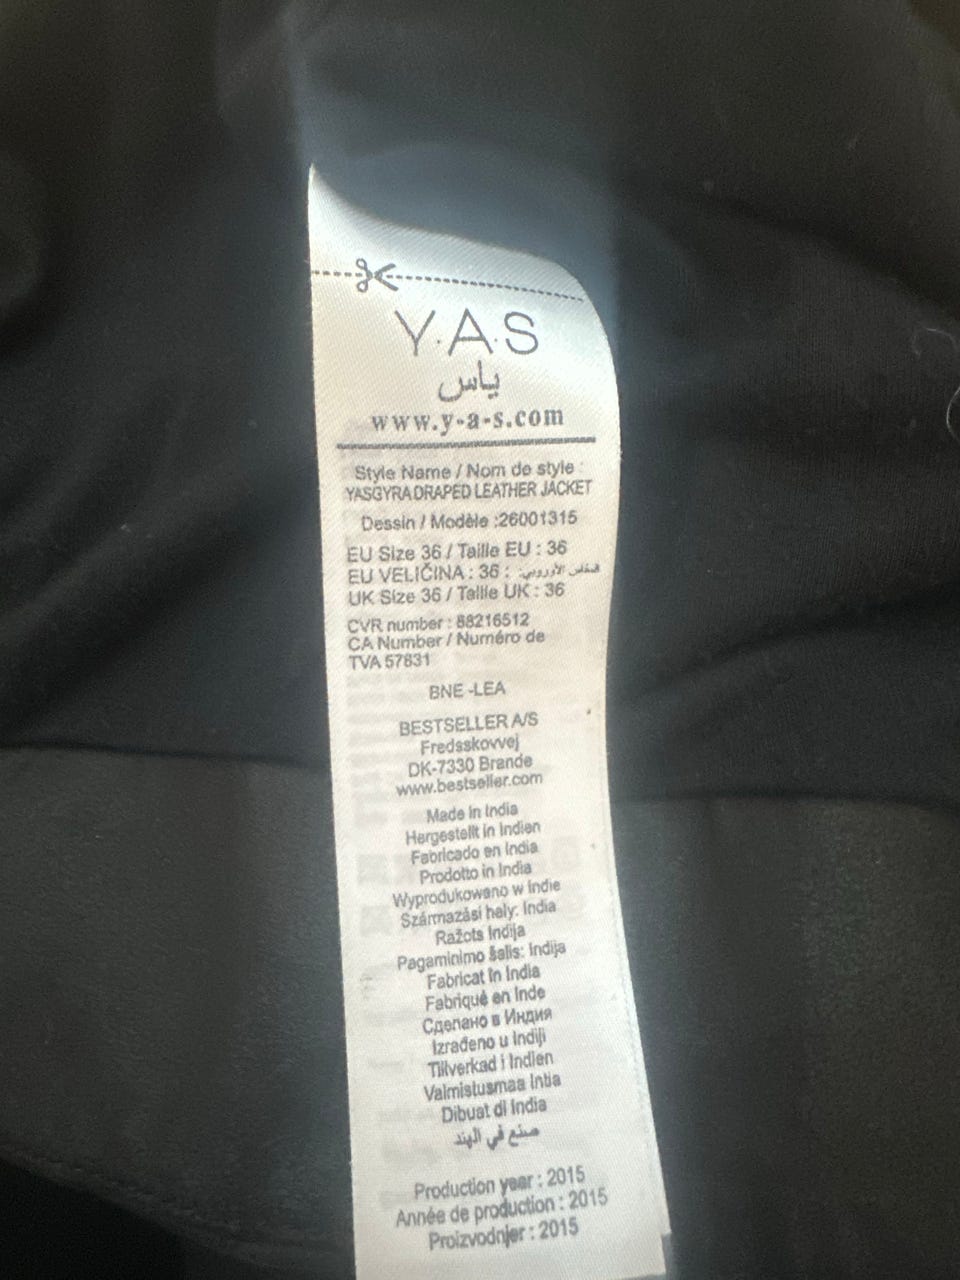 Y.A.S
ياس
www.y-a-s.com
Style Name / Nom de style :
YASGYRA DRAPED LEATHER JACKET
Dessin / Modèle :26001315
EU Size 36 / Taille EU : 36
EU VELIČINA : 36 : المقاس الأوروبي:
UK Size 36 / Taille UK : 36
CVR number : 88216512
CA Number / Numéro de
TVA 57831
BNE -LEA
BESTSELLER A/S
Fredsskovvej
DK-7330 Brande
www.bestseller.com
Made in India
Hergestellt in Indien
Fabricado en India
Prodotto in India
Wyprodukowano w Indie
Származási hely: India
Ražots Indija
Pagaminimo šalis: Indija
Fabricat în India
Fabriqué en Inde
Сделано в Индия
Izrađeno u Indiji
Tillverkad i Indien
Valmistusmaa Intia
Dibuat di India
صنع في الهند
Production year : 2015
Année de production : 2015
Proizvodnjer : 2015